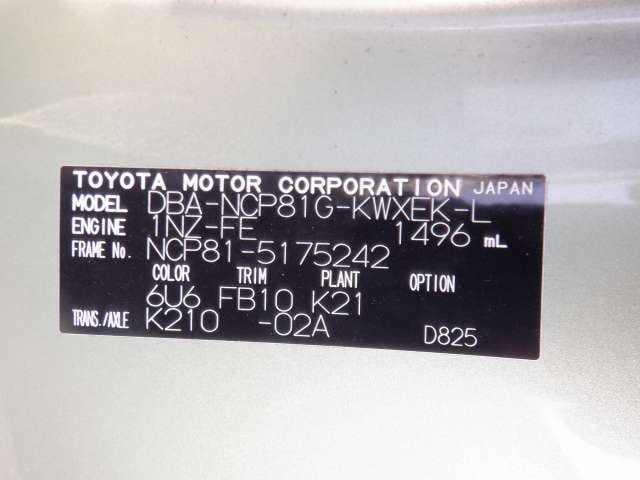 TOYOTA MOTOR CORPORATION JAPAN
MODEL DBA-NCP81G-KWXEK-L
ENGINE 1NZ-FE 1496 mL
FRAME No. NCP81-5175242
COLOR TRIM PLANT OPTION
6U6 FB10 K21
TRANS./AXLE K210 -02A D825